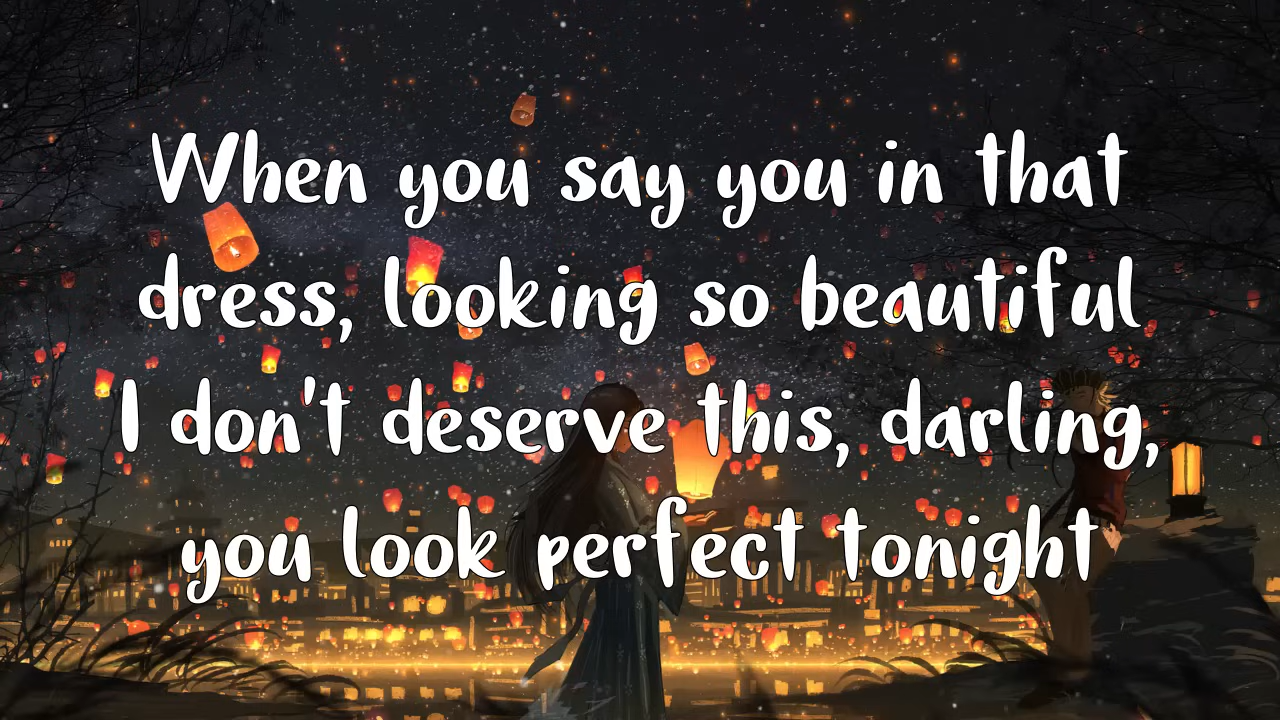 When you say you in that
dress, looking so beautiful
I don't deserve this, darling,
you look perfect tonight